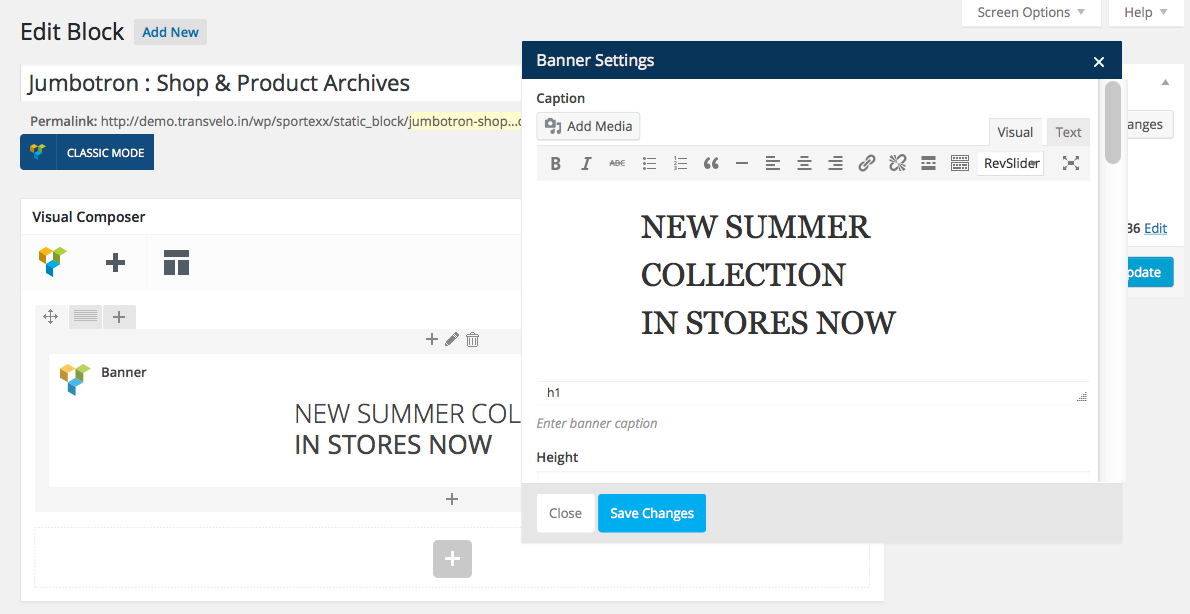 Screen Options
Help
Edit Block
Add New
Jumbotron : Shop & Product Archives
Permalink: http://demo.transvelo.in/wp/sportexx/static_block/jumbotron-shop...
CLASSIC MODE
Visual Composer
Banner
NEW SUMMER COL
IN STORES NOW
Banner Settings
Caption
Add Media
Visual
Text
B I ABC
RevSlider
NEW SUMMER
COLLECTION
IN STORES NOW
h1
Enter banner caption
Height
Close
Save Changes
anges
36 Edit
pdate